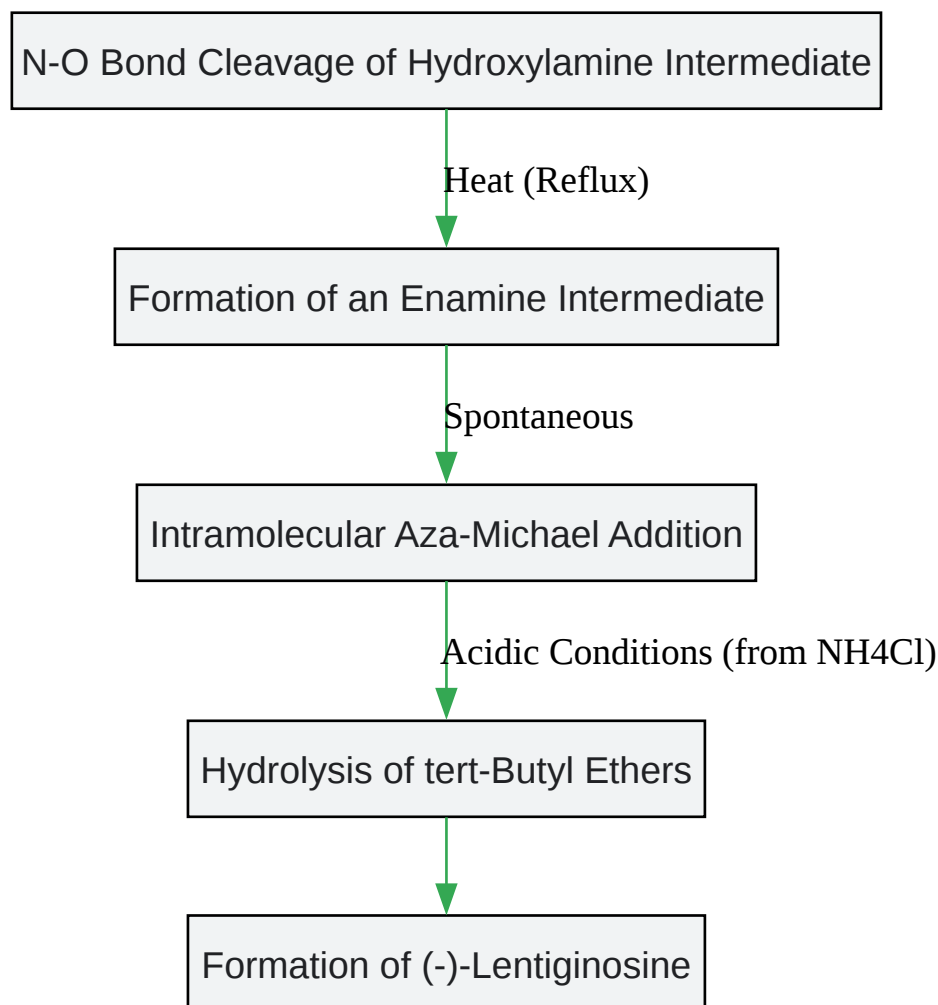 N-O Bond Cleavage of Hydroxylamine Intermediate
Heat (Reflux)
Formation of an Enamine Intermediate
Spontaneous
Intramolecular Aza-Michael Addition
Acidic Conditions (from NH4Cl)
Hydrolysis of tert-Butyl Ethers
Formation of (-)-Lentiginosine